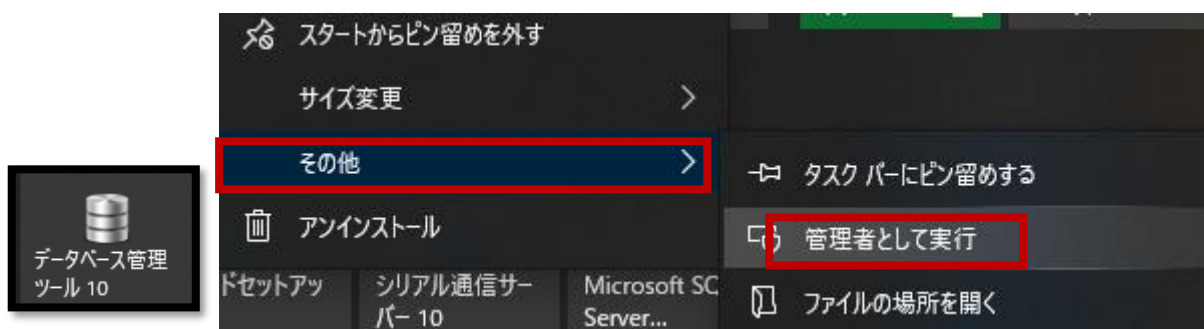 スタートからピン留めを外す
サイズ変更
その他
アンインストール
タスク バーにピン留めする
管理者として実行
ファイルの場所を開く
データベース管理
ツール 10
ドセットアッ
シリアル通信サー
バー 10
Microsoft SQ
Server...